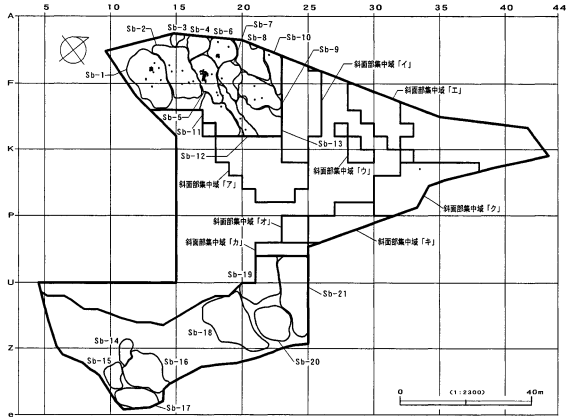 5 10 15 20 25 30 35 40 44
A
F
K
P
U
Z
e
Sb-1
Sb-2
Sb-3
Sb-4
Sb-6
Sb-7
Sb-8
Sb-10
Sb-9
Sb-5
Sb-11
Sb-12
Sb-13
斜面部集中域「イ」
斜面部集中域「エ」
斜面部集中域「ア」
斜面部集中域「ウ」
斜面部集中域「オ」
斜面部集中域「カ」
斜面部集中域「ク」
斜面部集中域「キ」
Sb-19
Sb-21
Sb-18
Sb-20
Sb-14
Sb-15
Sb-16
Sb-17
0 (1:2300) 40m